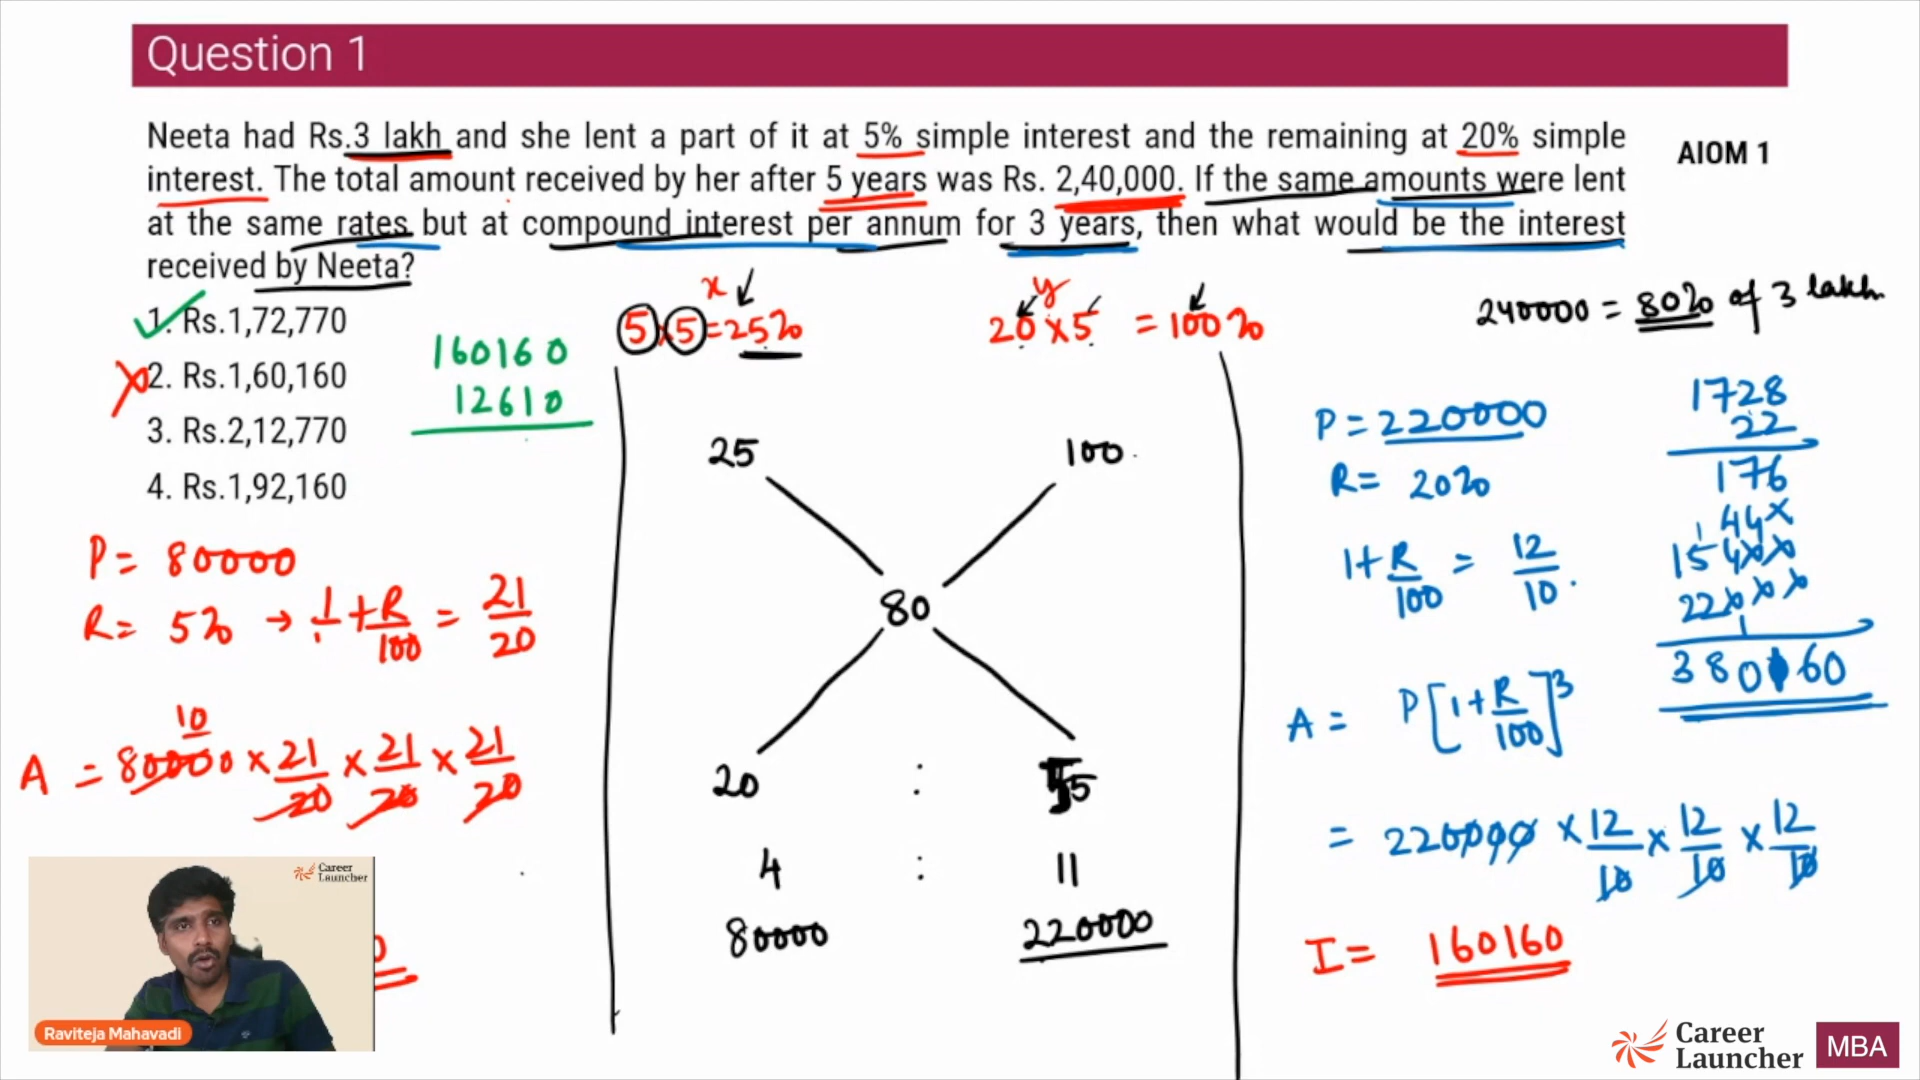 Question 1
Neeta had Rs.3 lakh and she lent a part of it at 5% simple interest and the remaining at 20% simple
interest. The total amount received by her after 5 years was Rs. 2,40,000. If the same amounts were lent
at the same rates but at compound interest per annum for 3 years, then what would be the interest
received by Neeta?
AIOM 1
1. Rs.1,72,770
2. Rs.1,60,160
3. Rs.2,12,770
4. Rs.1,92,160
160160
12610
x
5 × 5 = 25%
y
20 × 5 = 100%
240000 = 80% of 3 lakh
P = 80000
R = 5% → 1 + R/100 = 21/20
10
A = 80000 × 21/20 × 21/20 × 21/20
0
25 100
80
20 : 55
4 : 11
80000 220000
P = 220000
R = 20%
1 + R/100 = 12/10
A = P[1 + R/100]^3
= 220000 × 12/10 × 12/10 × 12/10
I = 160160
1728
22
176
44x
154xx
22xxx
380160
Career
Launcher
Raviteja Mahavadi
Career
Launcher
MBA